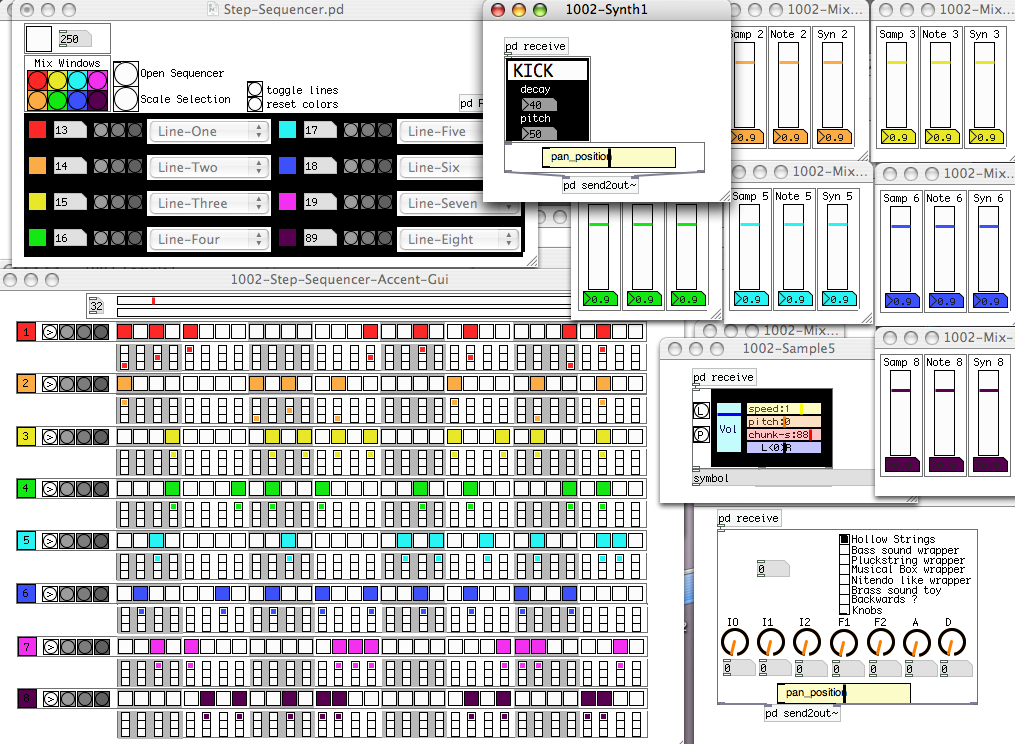 Step-Sequencer.pd
250
Mix Windows
Open Sequencer
Scale Selection
toggle lines
reset colors
pd F
13
Line-One
17
Line-Five
14
Line-Two
18
Line-Six
15
Line-Three
19
Line-Seven
16
Line-Four
89
Line-Eight
1002-Synth1
pd receive
KICK
decay
>40
pitch
>50
pan_position
pd send2out~
1002-Mix...
Samp 2 Note 2 Syn 2
>0.9 >0.9 >0.9
1002-Mix...
Samp 3 Note 3 Syn 3
>0.9 >0.9 >0.9
>0.9 >0.9 >0.9
1002-Mix...
Samp 5 Note 5 Syn 5
>0.9 >0.9 >0.9
1002-Mix...
Samp 6 Note 6 Syn 6
>0.9 >0.9 >0.9
1002-Step-Sequencer-Accent-Gui
32
1 >
2 >
3 >
4 >
5 >
6 >
7 >
8 >
1002-Mix...
1002-Sample5
pd receive
L
P
Vol
speed:1
pitch:0
chunk-s:88
L<0>R
symbol
1002-Mix-
Samp 8 Note 8 Syn 8
pd receive
0
Hollow Strings
Bass sound wrapper
Pluckstring wrapper
Musical Box wrapper
Nitendo like wrapper
Brass sound toy
Backwards ?
Knobs
IO I1 I2 F1 F2 A D
0 0 0 0 0 0 0
pan_position
pd send2out~